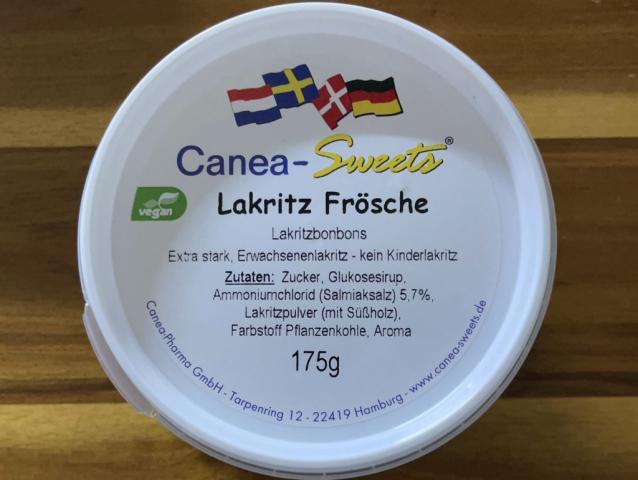 Canea-Sweets®
vegan
Lakritz Frösche
Lakritzbonbons
Extra stark, Erwachsenenlakritz - kein Kinderlakritz
Zutaten: Zucker, Glukosesirup,
Ammoniumchlorid (Salmiaksalz) 5,7%,
Lakritzpulver (mit Süßholz),
Farbstoff Pflanzenkohle, Aroma
175g
Canea-Pharma GmbH - Tarpenring 12 - 22419 Hamburg - www.canea-sweets.de